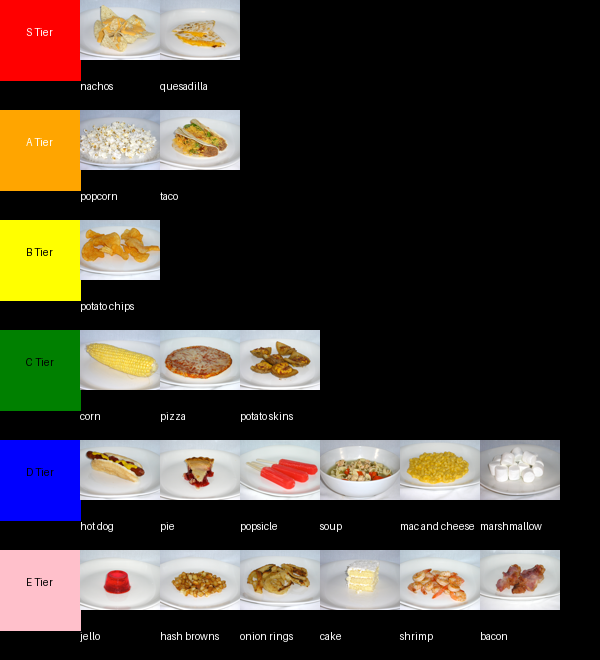 S Tier
nachos quesadilla
A Tier
popcorn taco
B Tier
potato chips
C Tier
corn pizza potato skins
D Tier
hot dog pie popsicle soup mac and cheese marshmallow
E Tier
jello hash browns onion rings cake shrimp bacon